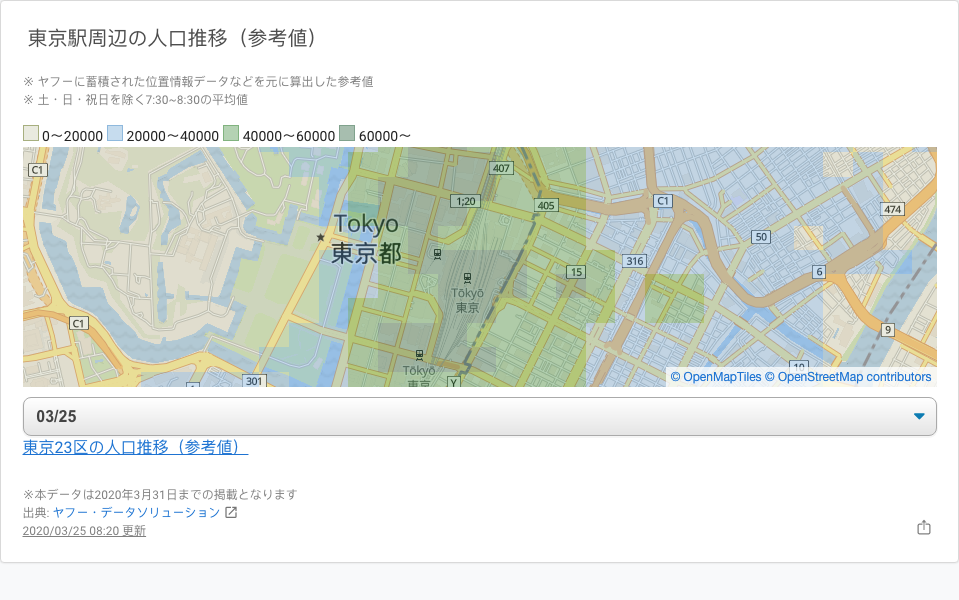 東京駅周辺の人口推移（参考値）
※ ヤフーに蓄積された位置情報データなどを元に算出した参考値
※ 土・日・祝日を除く7:30~8:30の平均値
0〜20000 20000〜40000 40000〜60000 60000〜
C1
407
1;20
405
C1
474
Tokyo
東京都
50
316
15
6
Tōkyō
東京
C1
9
Tōkyō
東京
301
Y
10
© OpenMapTiles © OpenStreetMap contributors
03/25
東京23区の人口推移（参考値）
※本データは2020年3月31日までの掲載となります
出典: ヤフー・データソリューション
2020/03/25 08:20 更新